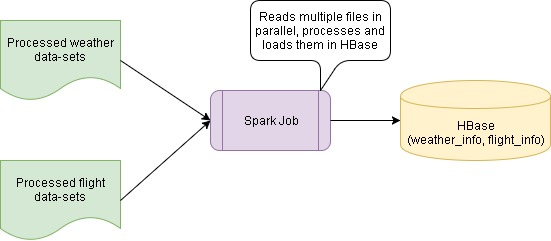 Reads multiple files in
parallel, processes and
loads them in HBase
Processed weather
data-sets
Spark Job
HBase
(weather_info, flight_info)
Processed flight
data-sets